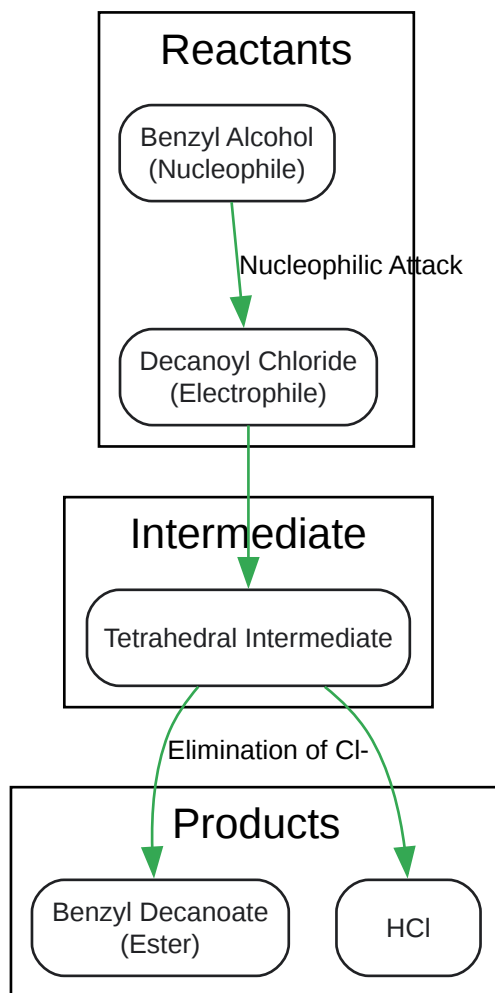 Reactants
Benzyl Alcohol
(Nucleophile)
Nucleophilic Attack
Decanoyl Chloride
(Electrophile)
Intermediate
Tetrahedral Intermediate
Elimination of Cl-
Products
Benzyl Decanoate
(Ester)
HCl